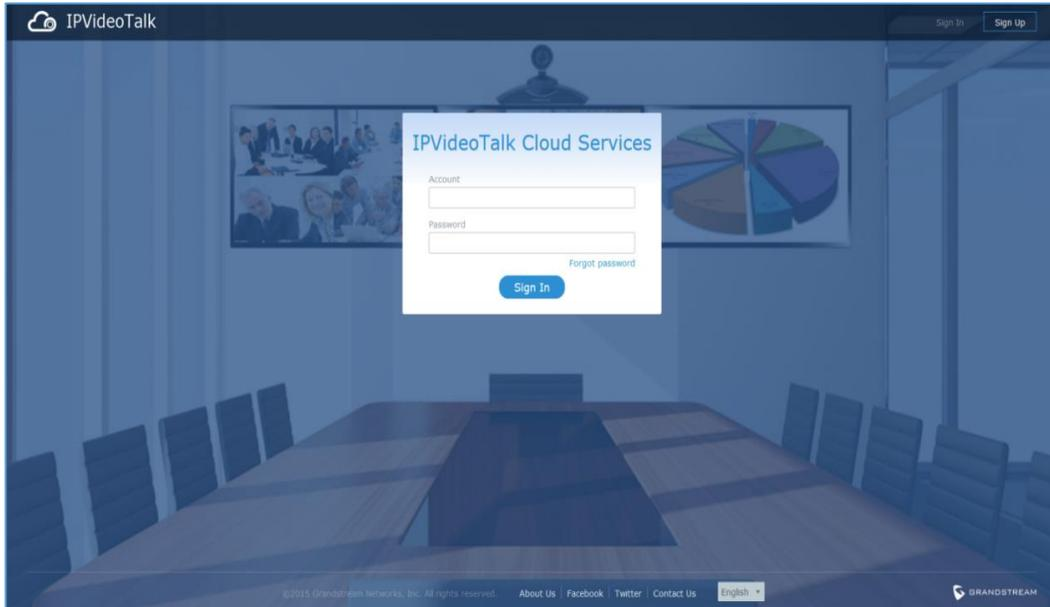 IPVideoTalk
Sign In
Sign Up
IPVideoTalk Cloud Services
Account
Password
Forgot password
Sign In
©2015 Grandstream Networks, Inc. All rights reserved. About Us | Facebook | Twitter | Contact Us English
GRANDSTREAM